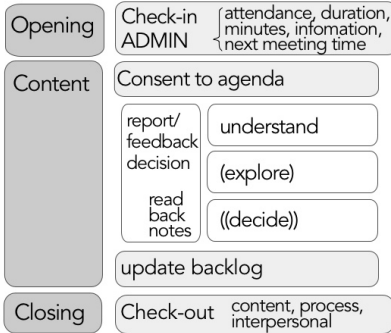 Opening
Check-in
ADMIN
attendance, duration,
minutes, infomation,
next meeting time
Content
Consent to agenda
report/
feedback
decision
read
back
notes
understand
(explore)
((decide))
update backlog
Closing
Check-out
content, process,
interpersonal